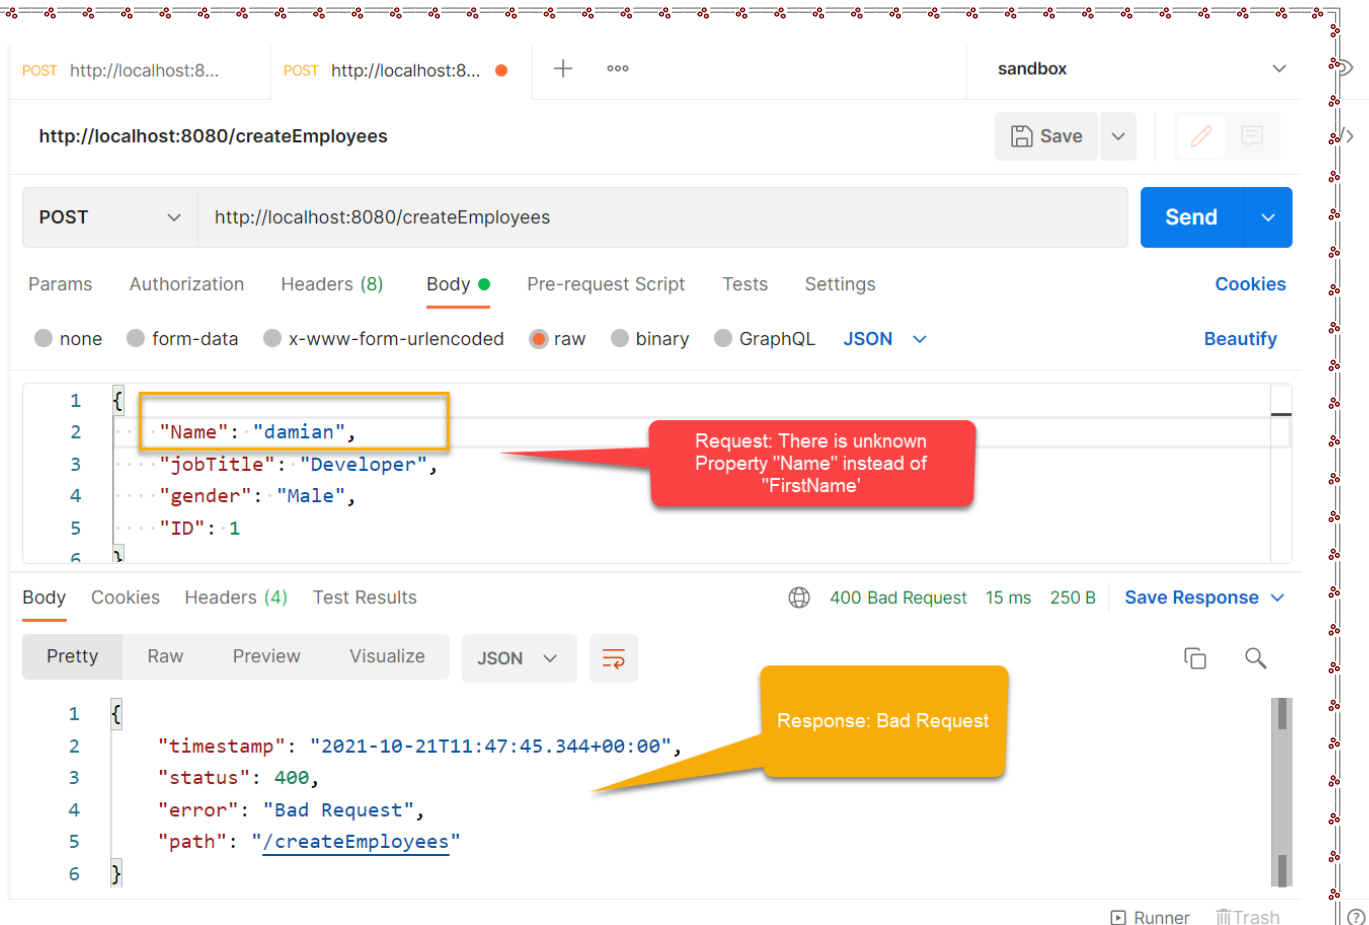 POST http://localhost:8... POST http://localhost:8... sandbox
http://localhost:8080/createEmployees Save
POST http://localhost:8080/createEmployees Send
Params Authorization Headers (8) Body Pre-request Script Tests Settings Cookies
none form-data x-www-form-urlencoded raw binary GraphQL JSON Beautify
1 {
2 "Name": "damian",
3 "jobTitle": "Developer",
4 "gender": "Male",
5 "ID": 1
6 }
Request: There is unknown
Property "Name" instead of
"FirstName'
Body Cookies Headers (4) Test Results 400 Bad Request 15 ms 250 B Save Response
Pretty Raw Preview Visualize JSON
Response: Bad Request
1 {
2 "timestamp": "2021-10-21T11:47:45.344+00:00",
3 "status": 400,
4 "error": "Bad Request",
5 "path": "/createEmployees"
6 }
Runner Trash